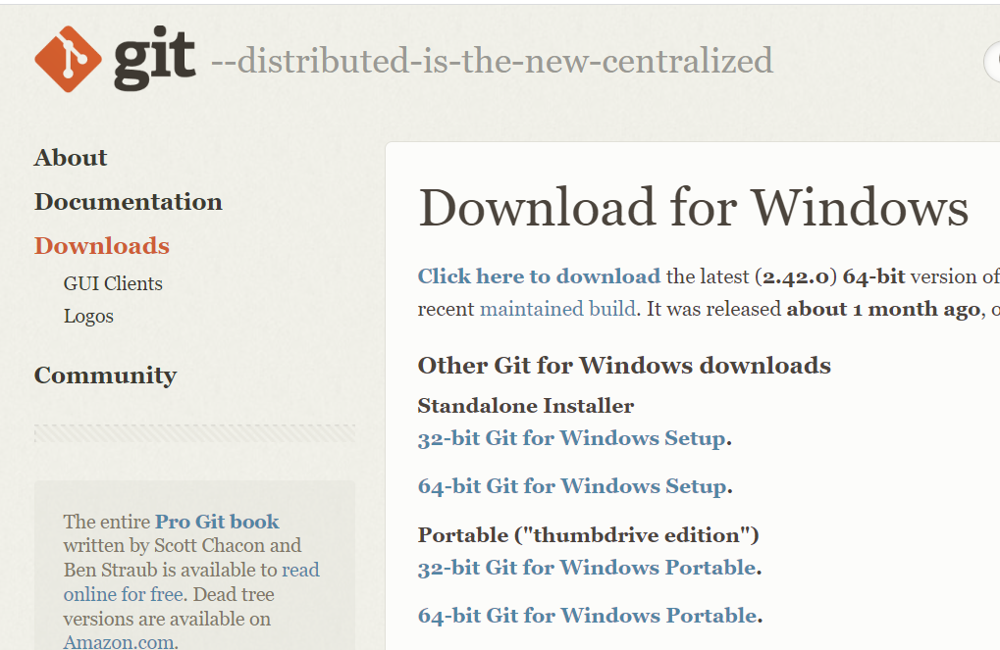 git --distributed-is-the-new-centralized
About
Documentation
Downloads
GUI Clients
Logos
Community
The entire Pro Git book
written by Scott Chacon and
Ben Straub is available to read
online for free. Dead tree
versions are available on
Amazon.com.
Download for Windows
Click here to download the latest (2.42.0) 64-bit version of
recent maintained build. It was released about 1 month ago, o
Other Git for Windows downloads
Standalone Installer
32-bit Git for Windows Setup.
64-bit Git for Windows Setup.
Portable ("thumbdrive edition")
32-bit Git for Windows Portable.
64-bit Git for Windows Portable.